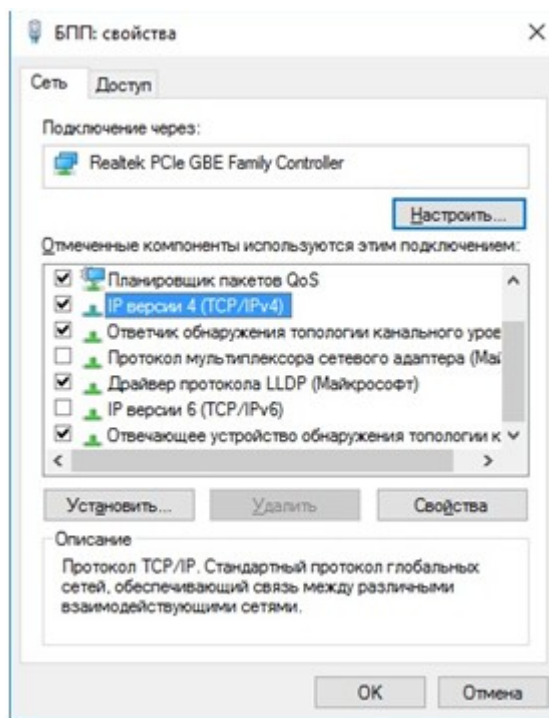 БПП: свойства
Сеть Доступ
Подключение через:
Realtek PCIe GBE Family Controller
Настроить...
Отмеченные компоненты используются этим подключением:
Планировщик пакетов QoS
IP версии 4 (TCP/IPv4)
Ответчик обнаружения топологии канального уров
Протокол мультиплексора сетевого адаптера (Май
Драйвер протокола LLDP (Майкрософт)
IP версии 6 (TCP/IPv6)
Отвечающее устройство обнаружения топологии к
Установить... Удалить Свойства
Описание
Протокол TCP/IP. Стандартный протокол глобальных
сетей, обеспечивающий связь между различными
взаимодействующими сетями.
OK Отмена